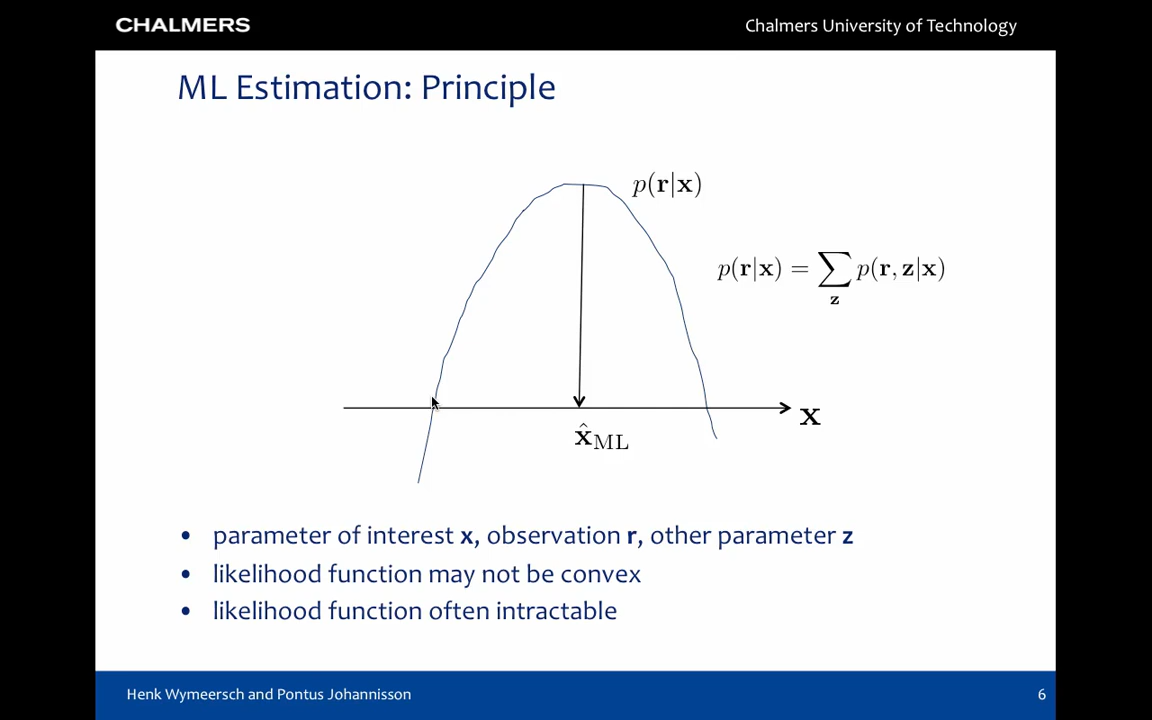 CHALMERS
Chalmers University of Technology
ML Estimation: Principle
p(r|x)
p(r|x) = ∑_z p(r, z|x)
x
x̂_ML
• parameter of interest x, observation r, other parameter z
• likelihood function may not be convex
• likelihood function often intractable
Henk Wymeersch and Pontus Johannisson
6